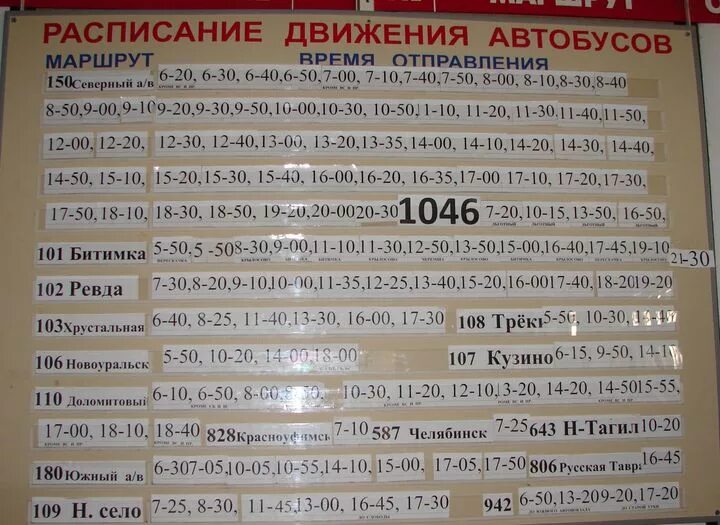 МАРШРУТ
РАСПИСАНИЕ ДВИЖЕНИЯ АВТОБУСОВ
МАРШРУТ ВРЕМЯ ОТПРАВЛЕНИЯ
150 Северный а/в 6-20, 6-30, 6-40,6-50,7-00, 7-10,7-40,7-50, 8-00, 8-10,8-30,8-40
КРОМЕ ВС И ПР.
8-50,9-00,9-10 9-20,9-30,9-50,10-00,10-30, 10-50,11-10, 11-20, 11-30,11-40,11-50,
12-00, 12-20, 12-30, 12-40,13-00, 13-20,13-35,14-00, 14-10,14-20, 14-30, 14-40,
14-50, 15-10, 15-20,15-30, 15-40, 16-00,16-20, 16-35,17-00 17-10, 17-20,17-30,
17-50, 18-10, 18-30, 18-50, 19-20,20-00 20-30 1046 7-20, 10-15,13-50, 16-50,
ЛЬГОТНЫЙ ЛЬГОТНЫЙ ЛЬГОТНЫЙ
101 Битимка 5-50,5 -50 8-30,9-00,11-10,11-30,12-50,13-50,15-00,16-40,17-45,19-10 21-30
102 Ревда 7-30,8-20,9-10,10-00,11-35,12-25,13-40,15-20,16-00 17-40, 18-20 19-20
103 Хрустальная 6-40, 8-25, 11-40,13-30, 16-00, 17-30 108 5-50, 10-30,
106 Новоуральск 5-50, 10-20, 14-00,18-00 107 Кузино 6-15, 9-50,
110 Доломитовый 6-10, 6-50, 8-00, 10-30, 11-20, 12-10,13-20, 14-20, 14-50 15-55,
17-00, 18-10, 18-40 828 Красноуфимск 7-10 587 Челябинск 7-25 643 Н-Тагил 10-20
180 Южный а/в 6-30 7-05,10-05,10-55,14-10, 15-00, 17-05,17-50 806 Русская Тавра 16-45
109 Н. село 7-25, 8-30, 11-45,13-00, 16-45, 17-30 942 6-50,13-20 9-20,17-20